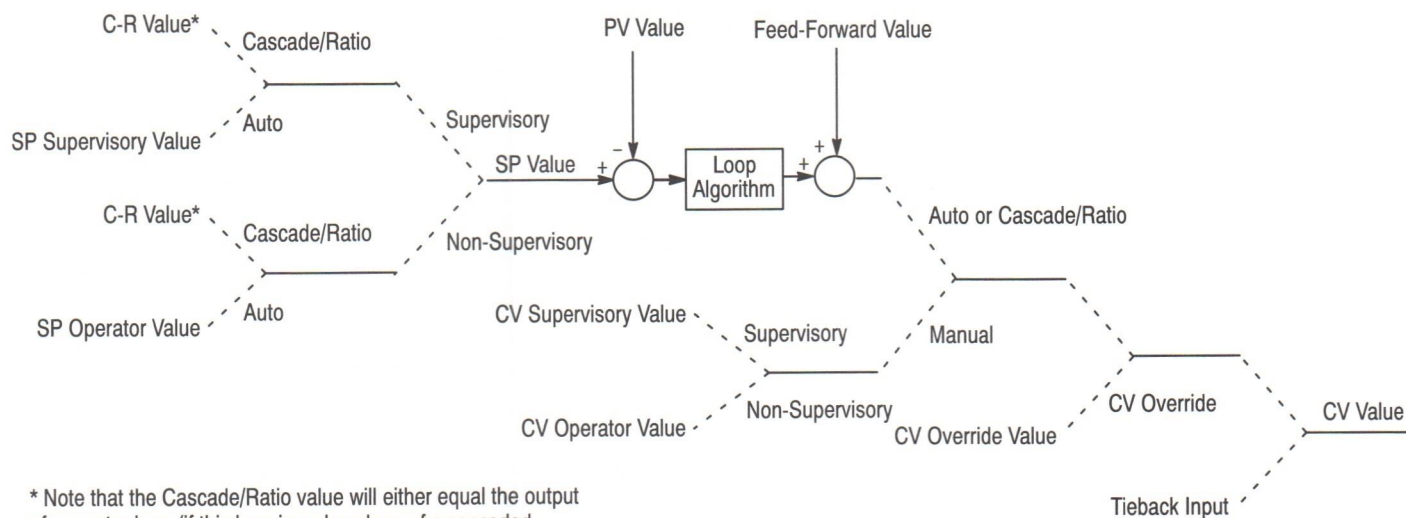 C-R Value*
Cascade/Ratio
PV Value
Feed-Forward Value
SP Supervisory Value
Auto
Supervisory
SP Value
−
+
Loop
Algorithm
+
+
C-R Value*
Cascade/Ratio
Non-Supervisory
Auto or Cascade/Ratio
SP Operator Value
Auto
CV Supervisory Value
Supervisory
Manual
CV Operator Value
Non-Supervisory
CV Override Value
CV Override
CV Value
Tieback Input
* Note that the Cascade/Ratio value will either equal the output